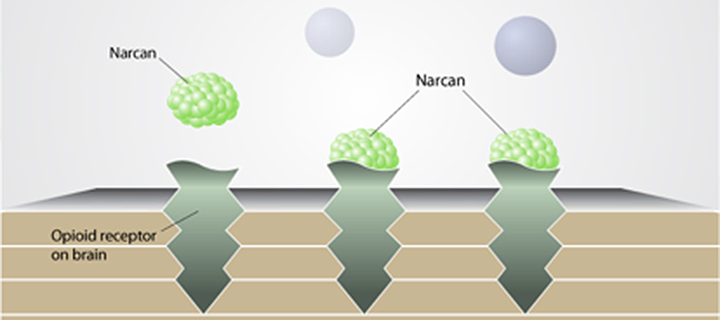 Narcan
Narcan
Opioid receptor
on brain